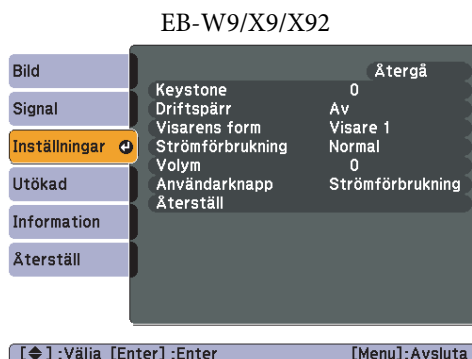 EB-W9/X9/X92
Bild
Signal
Inställningar
Utökad
Information
Återställ
Återgå
Keystone 0
Driftspärr Av
Visarens form Visare 1
Strömförbrukning Normal
Volym 0
Användarknapp Strömförbrukning
Återställ
[◆] :Välja [Enter] :Enter [Menu]:Avsluta